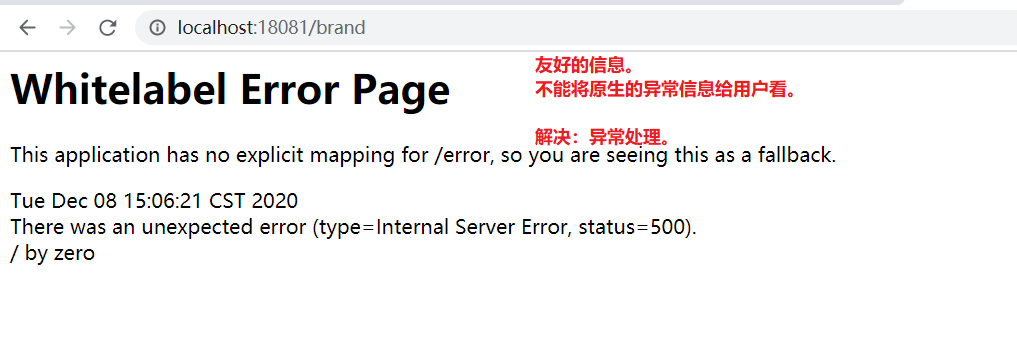 localhost:18081/brand
Whitelabel Error Page
友好的信息。
不能将原生的异常信息给用户看。
解决：异常处理。
This application has no explicit mapping for /error, so you are seeing this as a fallback.
Tue Dec 08 15:06:21 CST 2020
There was an unexpected error (type=Internal Server Error, status=500).
/ by zero